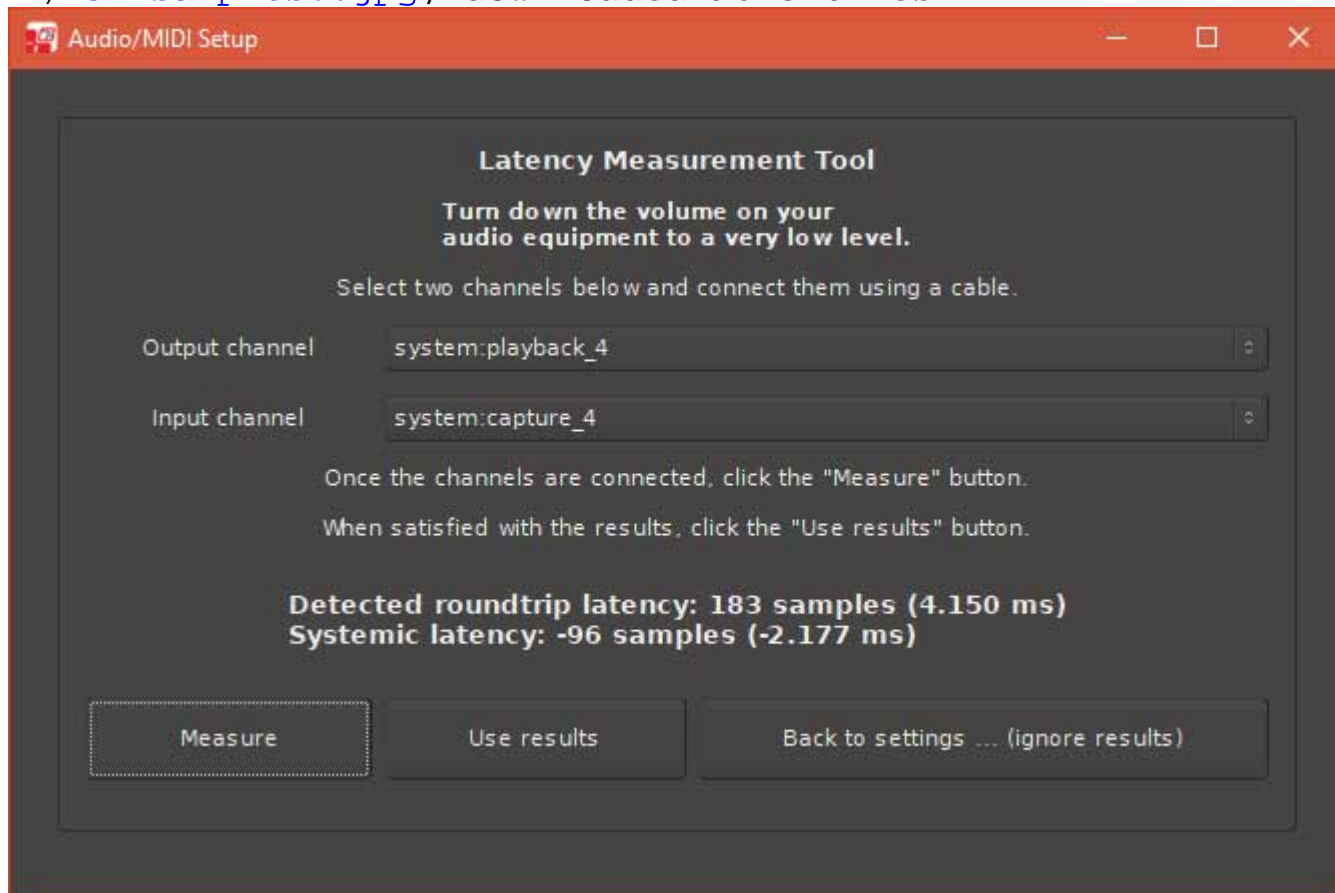 Audio/MIDI Setup
Latency Measurement Tool
Turn down the volume on your
audio equipment to a very low level.
Select two channels below and connect them using a cable.
Output channel system:playback_4
Input channel system:capture_4
Once the channels are connected, click the "Measure" button.
When satisfied with the results, click the "Use results" button.
Detected roundtrip latency: 183 samples (4.150 ms)
Systemic latency: -96 samples (-2.177 ms)
Measure Use results Back to settings ... (ignore results)